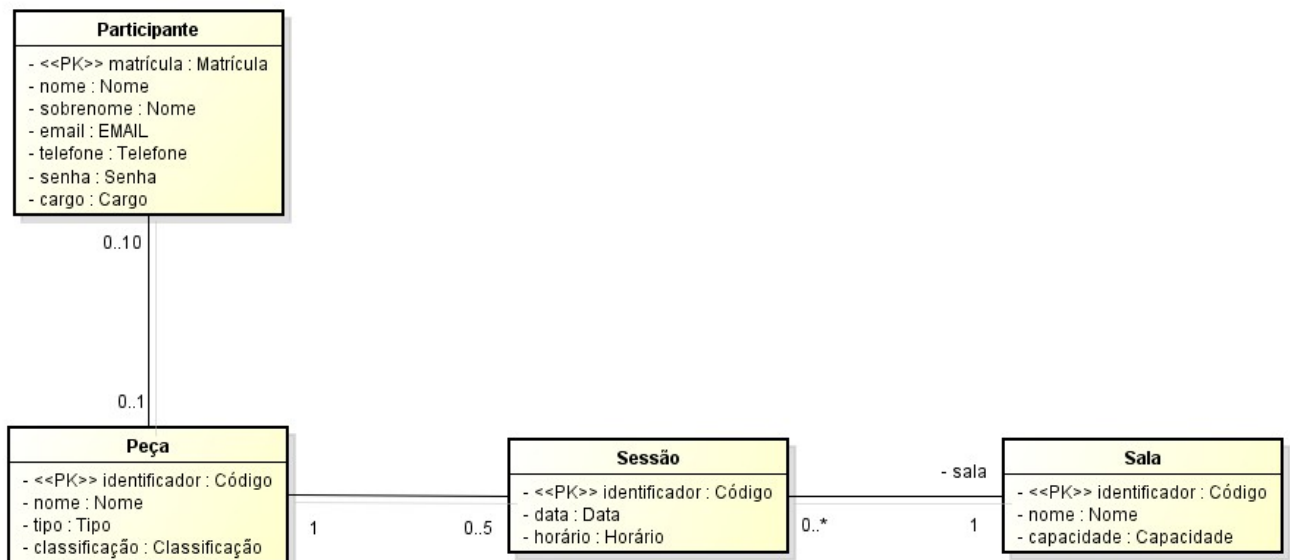 Participante
- <<PK>> matrícula : Matrícula
- nome : Nome
- sobrenome : Nome
- email : EMAIL
- telefone : Telefone
- senha : Senha
- cargo : Cargo
0..10
0..1
Peça
- <<PK>> identificador : Código
- nome : Nome
- tipo : Tipo
- classificação : Classificação
1
0..5
Sessão
- <<PK>> identificador : Código
- data : Data
- horário : Horário
0..*
- sala
1
Sala
- <<PK>> identificador : Código
- nome : Nome
- capacidade : Capacidade